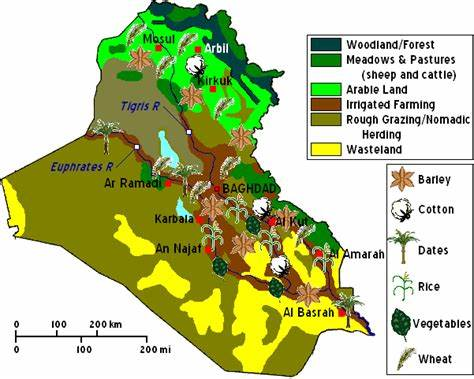 Mosul
Arbil
Kirkuk
Tigris R
Euphrates R
Ar Ramadi
BAGHDAD
Karbala
Al Kut
An Najaf
Al Amarah
Al Basrah
0 100 200 km
0 100 200 mi
Woodland/Forest
Meadows & Pastures
(sheep and cattle)
Arable Land
Irrigated Farming
Rough Grazing/Nomadic
Herding
Wasteland
Barley
Cotton
Dates
Rice
Vegetables
Wheat